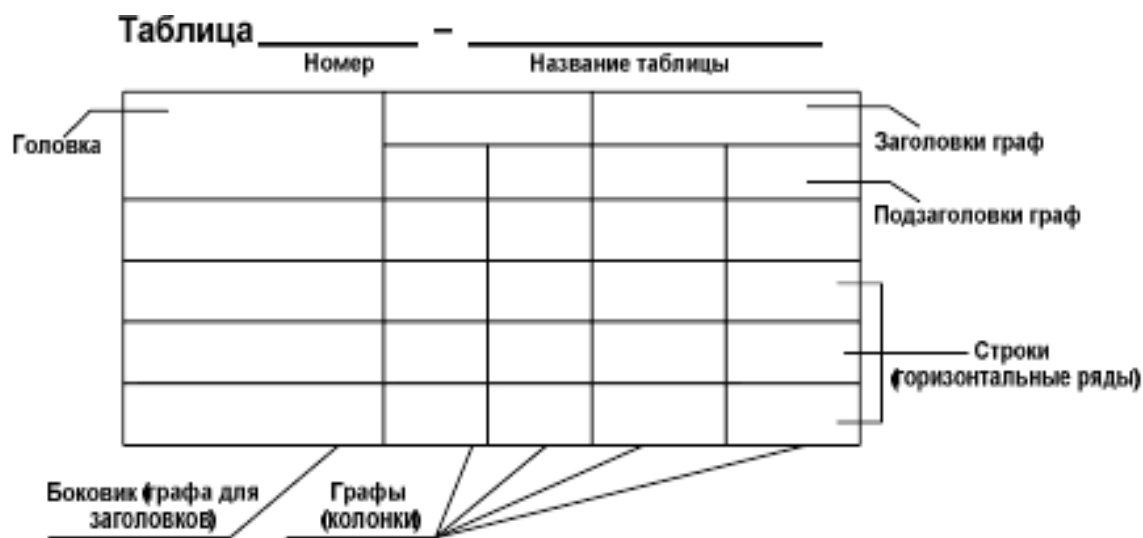 Таблица _________ – ____________________
Номер
Название таблицы
Головка
Заголовки граф
Подзаголовки граф
Строки
(горизонтальные ряды)
Боковик (графа для
заголовков)
Графы
(колонки)